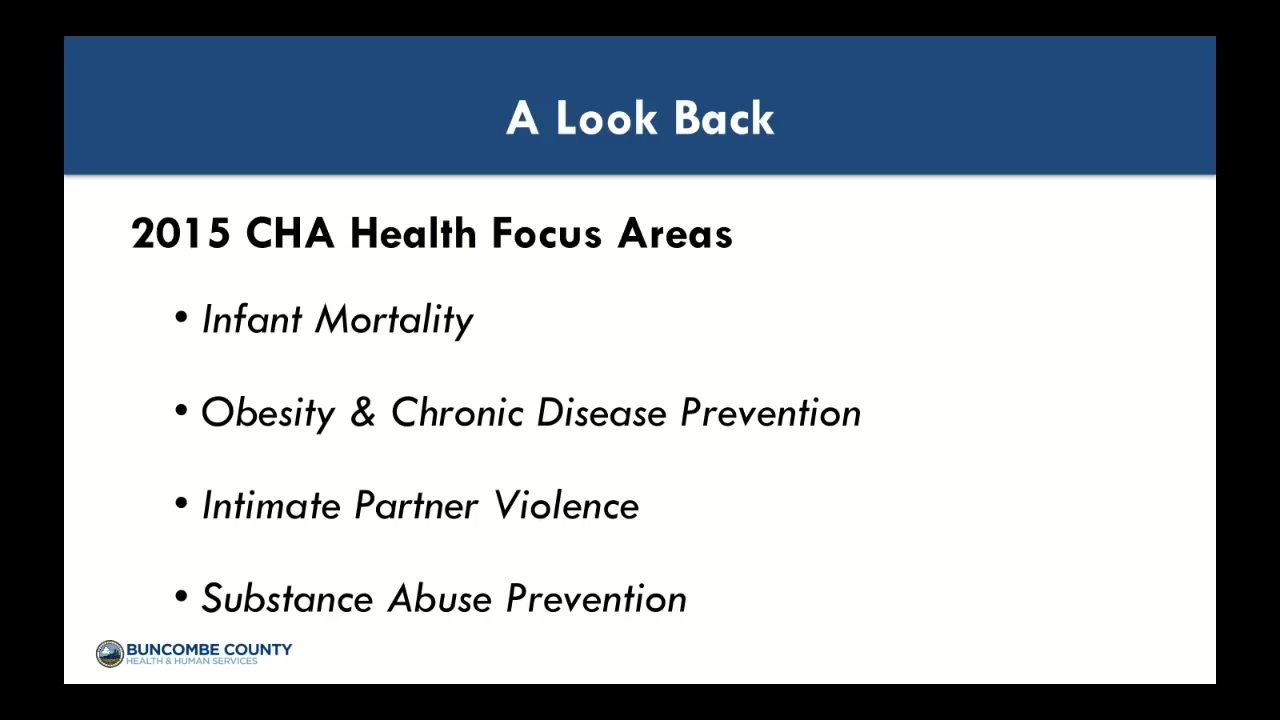 A Look Back
2015 CHA Health Focus Areas
• Infant Mortality
• Obesity & Chronic Disease Prevention
• Intimate Partner Violence
• Substance Abuse Prevention
BUNCOMBE COUNTY
HEALTH & HUMAN SERVICES